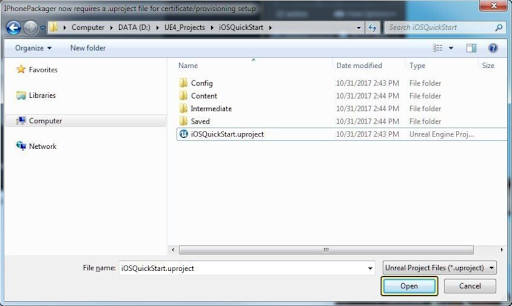 IPhonePackager now requires a .uproject file for certificate/provisioning setup
Computer DATA (D:) UE4_Projects iOSQuickStart Search iOSQuickStart
Organize New folder
Name Date modified Type Size
Favorites
Libraries
Computer
Network
Config 10/31/2017 2:43 PM File folder
Content 10/31/2017 2:44 PM File folder
Intermediate 10/31/2017 2:44 PM File folder
Saved 10/31/2017 2:44 PM File folder
iOSQuickStart.uproject 10/31/2017 2:43 PM Unreal Engine Proj...
File name: iOSQuickStart.uproject Unreal Project Files (*.uproject)
Open Cancel